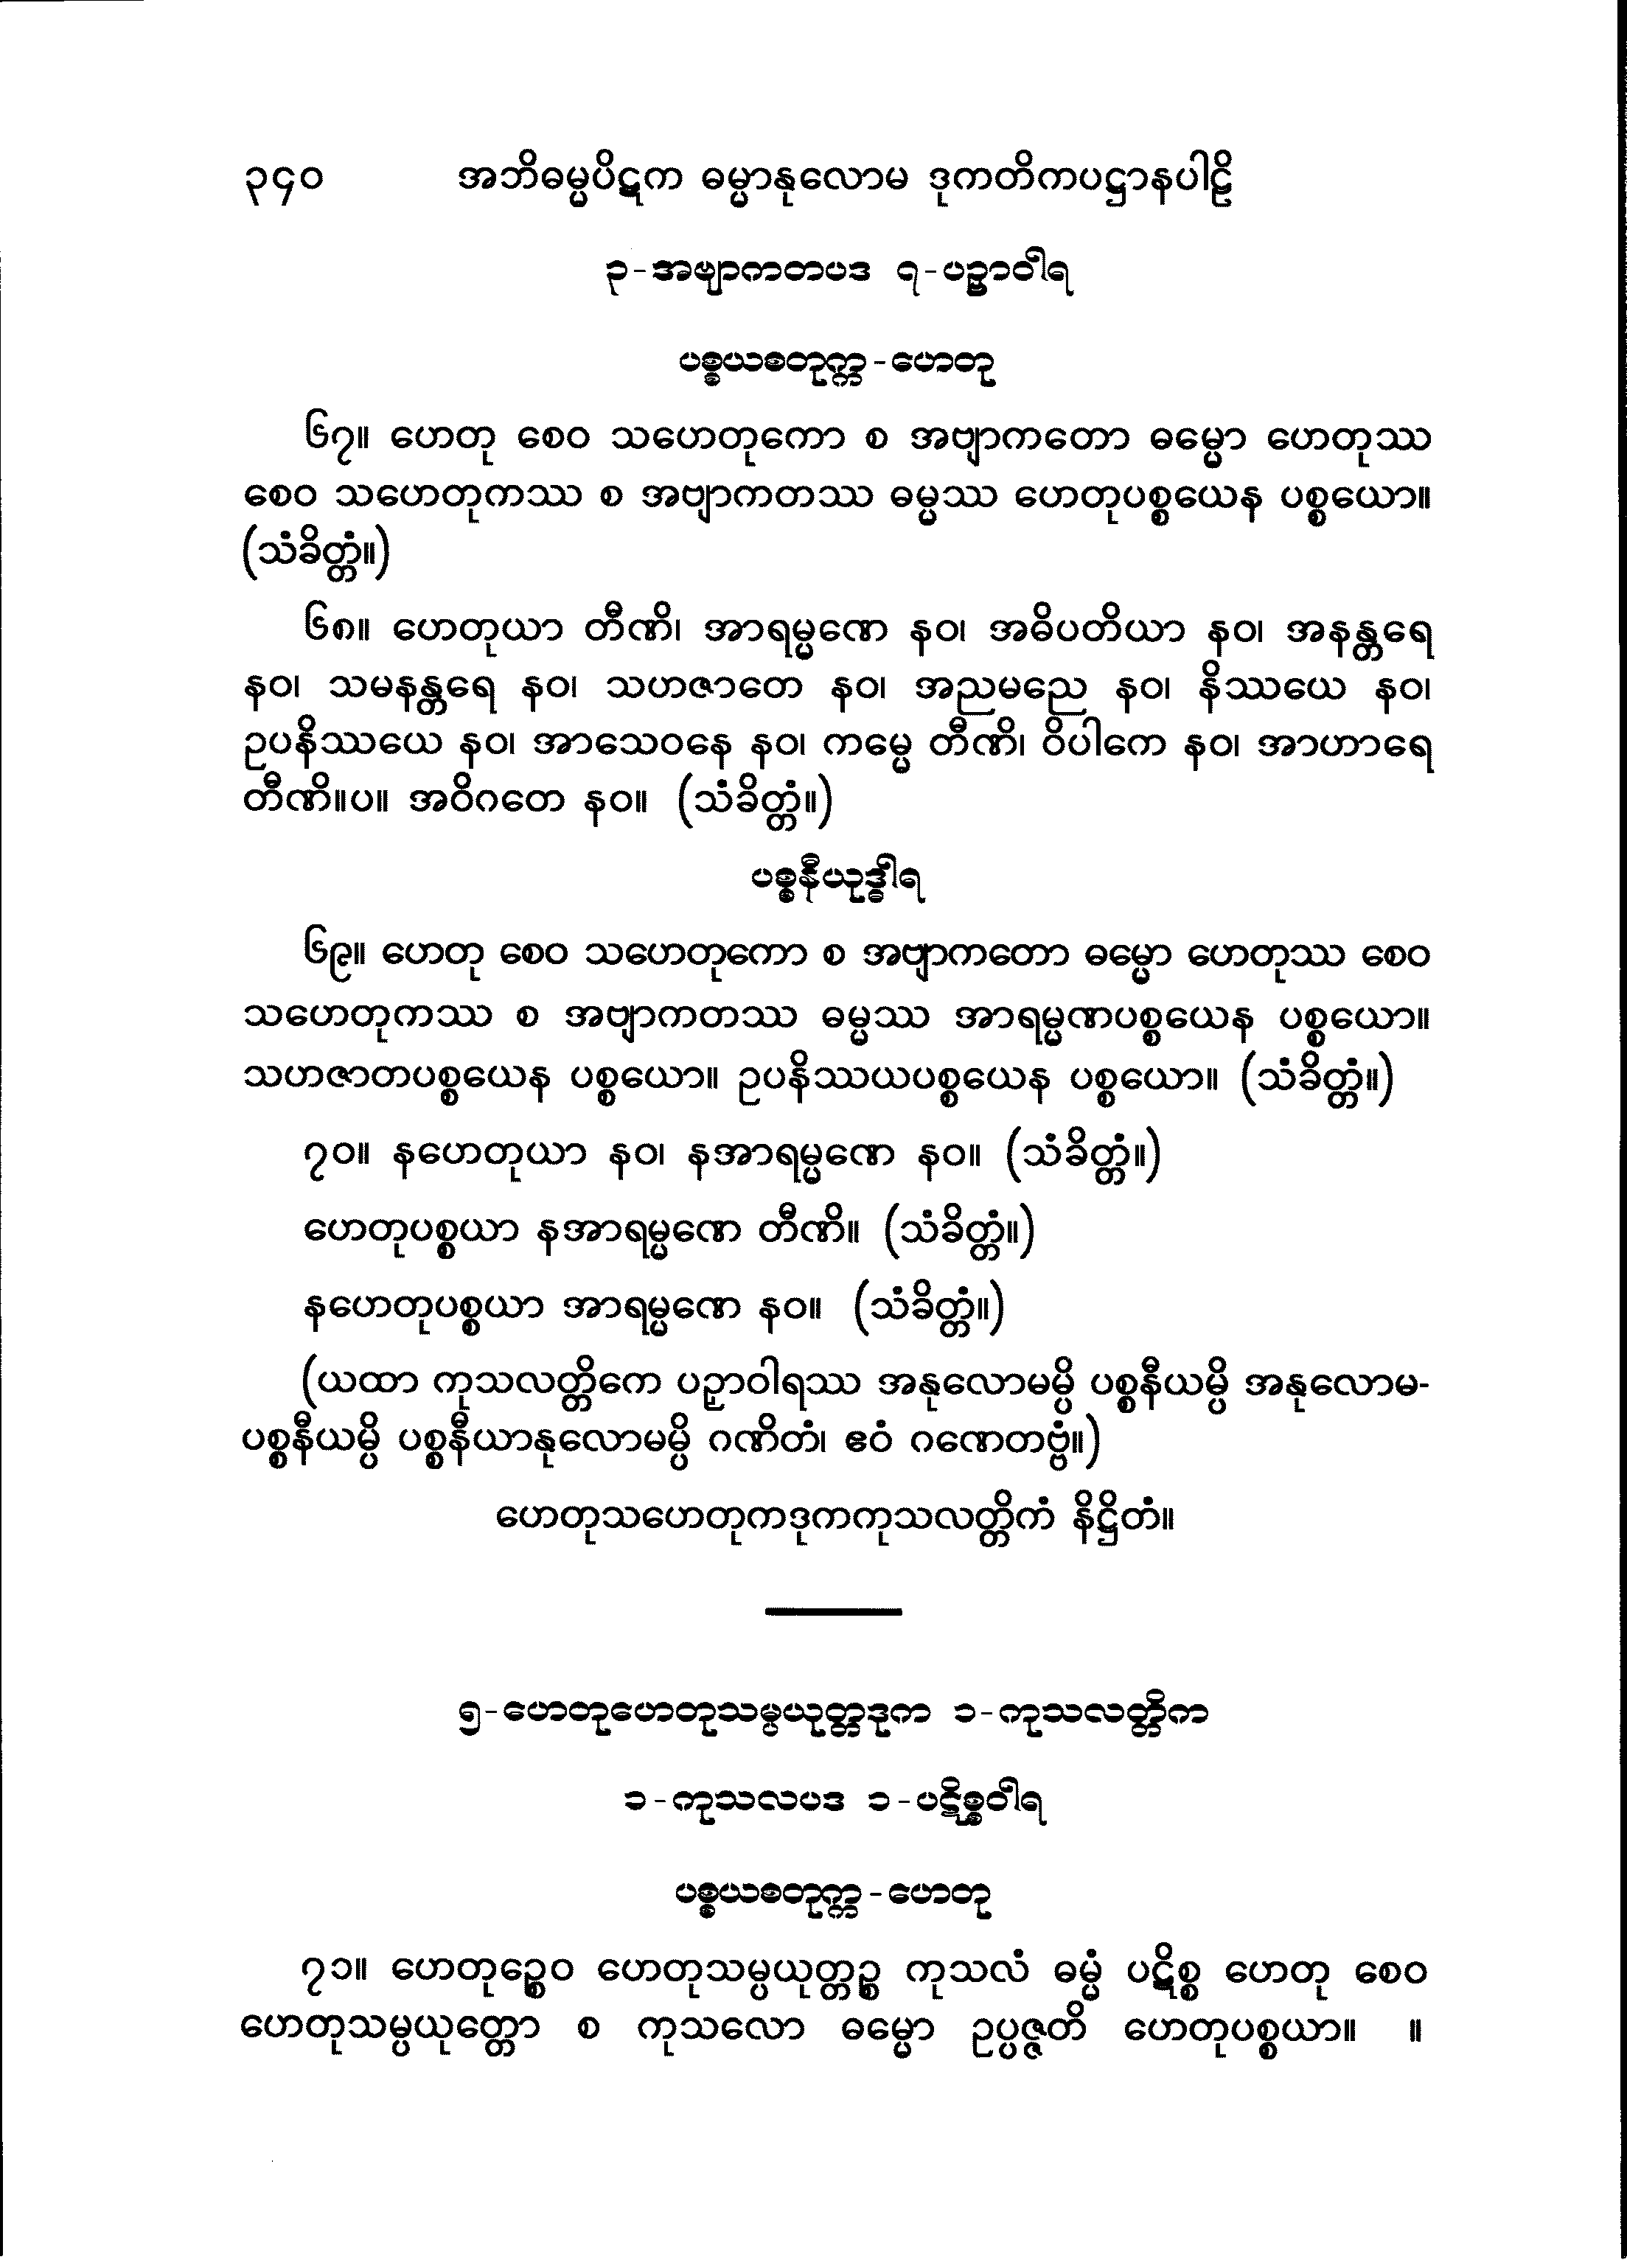 ၃၄၀ အဘိဓမ္မပိဋက ဓမ္မာနုလောမ ဒုကတိကပဋ္ဌာနပါဠိ
၃-အဗျာကတပဒ ၇-ပဉှာဝါရ
ပစ္စယစတုက္က-ဟေတု
၆၇။ ဟေတု စေဝ သဟေတုကော စ အဗျာကတော ဓမ္မော ဟေတုဿ
စေဝ သဟေတုကဿ စ အဗျာကတဿ ဓမ္မဿ ဟေတုပစ္စယေန ပစ္စယော။
(သံခိတ္တံ။)
၆၈။ ဟေတုယာ တီဏိ၊ အာရမ္မဏေ နဝ၊ အဓိပတိယာ နဝ၊ အနန္တရေ
နဝ၊ သမနန္တရေ နဝ၊ သဟဇာတေ နဝ၊ အညမညေ နဝ၊ နိဿယေ နဝ၊
ဥပနိဿယေ နဝ၊ အာသေဝနေ နဝ၊ ကမ္မေ တီဏိ၊ ဝိပါကေ နဝ၊ အာဟာရေ
တီဏိ။ပ။ အဝိဂတေ နဝ။ (သံခိတ္တံ။)
ပစ္စနီယုဒ္ဓါရ
၆၉။ ဟေတု စေဝ သဟေတုကော စ အဗျာကတော ဓမ္မော ဟေတုဿ စေဝ
သဟေတုကဿ စ အဗျာကတဿ ဓမ္မဿ အာရမ္မဏပစ္စယေန ပစ္စယော။
သဟဇာတပစ္စယေန ပစ္စယော။ ဥပနိဿယပစ္စယေန ပစ္စယော။ (သံခိတ္တံ။)
၇၀။ နဟေတုယာ နဝ၊ နအာရမ္မဏေ နဝ။ (သံခိတ္တံ။)
ဟေတုပစ္စယာ နအာရမ္မဏေ တီဏိ။ (သံခိတ္တံ။)
နဟေတုပစ္စယာ အာရမ္မဏေ နဝ။ (သံခိတ္တံ။)
(ယထာ ကုသလတ္တိကေ ပဉှာဝါရဿ အနုလောမမ္ပိ ပစ္စနီယမ္ပိ အနုလောမ-
ပစ္စနီယမ္ပိ ပစ္စနီယာနုလောမမ္ပိ ဂဏိတံ၊ ဧဝံ ဂဏေတဗ္ဗံ။)
ဟေတုသဟေတုကဒုကကုသလတ္တိကံ နိဋ္ဌိတံ။
၅-ဟေတုဟေတုသမ္ပယုတ္တဒုက ၁-ကုသလတ္တိက
၁-ကုသလပဒ ၁-ပဋိစ္စဝါရ
ပစ္စယစတုက္က-ဟေတု
၇၁။ ဟေတုဉ္စေဝ ဟေတုသမ္ပယုတ္တဉ္စ ကုသလံ ဓမ္မံ ပဋိစ္စ ဟေတု စေဝ
ဟေတုသမ္ပယုတ္တော စ ကုသလော ဓမ္မော ဥပ္ပဇ္ဇတိ ဟေတုပစ္စယာ။ ။